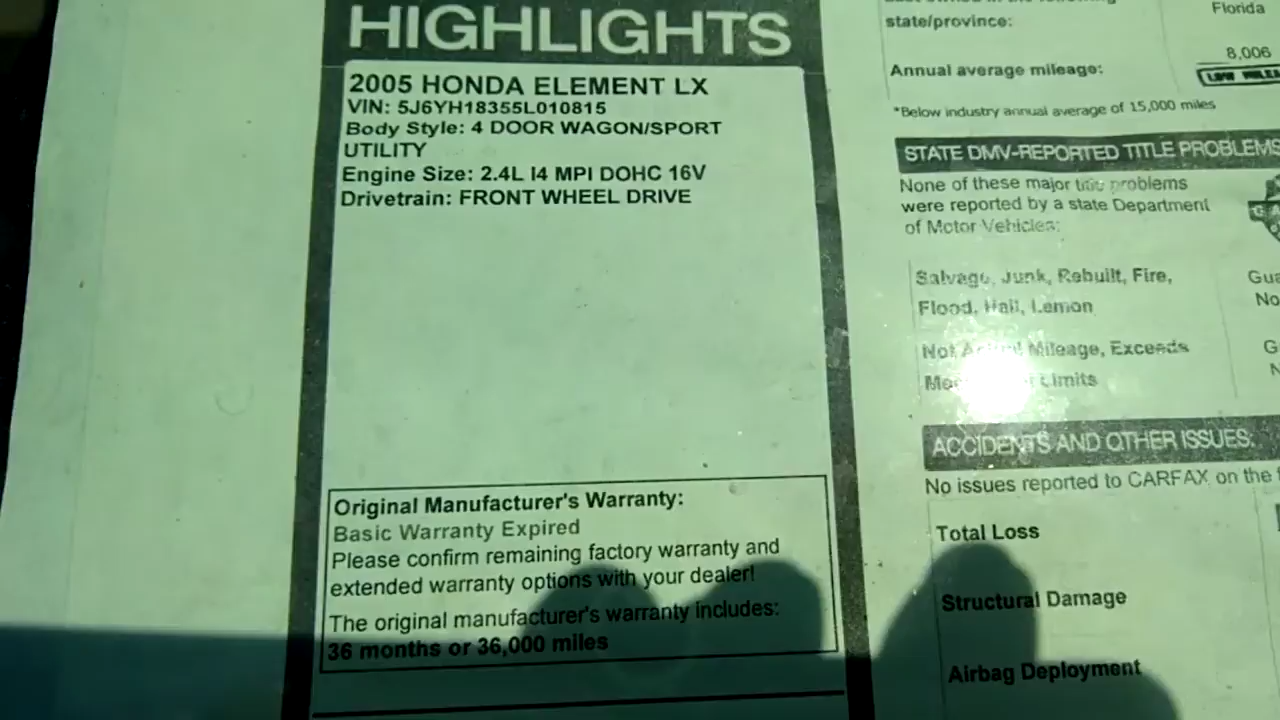 HIGHLIGHTS
2005 HONDA ELEMENT LX
VIN: 5J6YH18355L010815
Body Style: 4 DOOR WAGON/SPORT
UTILITY
Engine Size: 2.4L I4 MPI DOHC 16V
Drivetrain: FRONT WHEEL DRIVE
Original Manufacturer's Warranty:
Basic Warranty Expired
Please confirm remaining factory warranty and
extended warranty options with your dealer!
The original manufacturer's warranty includes:
36 months or 36,000 miles
state/province:
Florida
Annual average mileage:
8,006
LOW
*Below industry annual average of 15,000 miles
STATE DMV-REPORTED TITLE PROBLEMS
None of these major title problems
were reported by a state Department
of Motor Vehicles:
Salvage, Junk, Rebuilt, Fire,
Flood, Hail, Lemon
Not Actual Mileage, Exceeds
Limits
ACCIDENTS AND OTHER ISSUES:
No issues reported to CARFAX on the
Total Loss
Structural Damage
Airbag Deployment